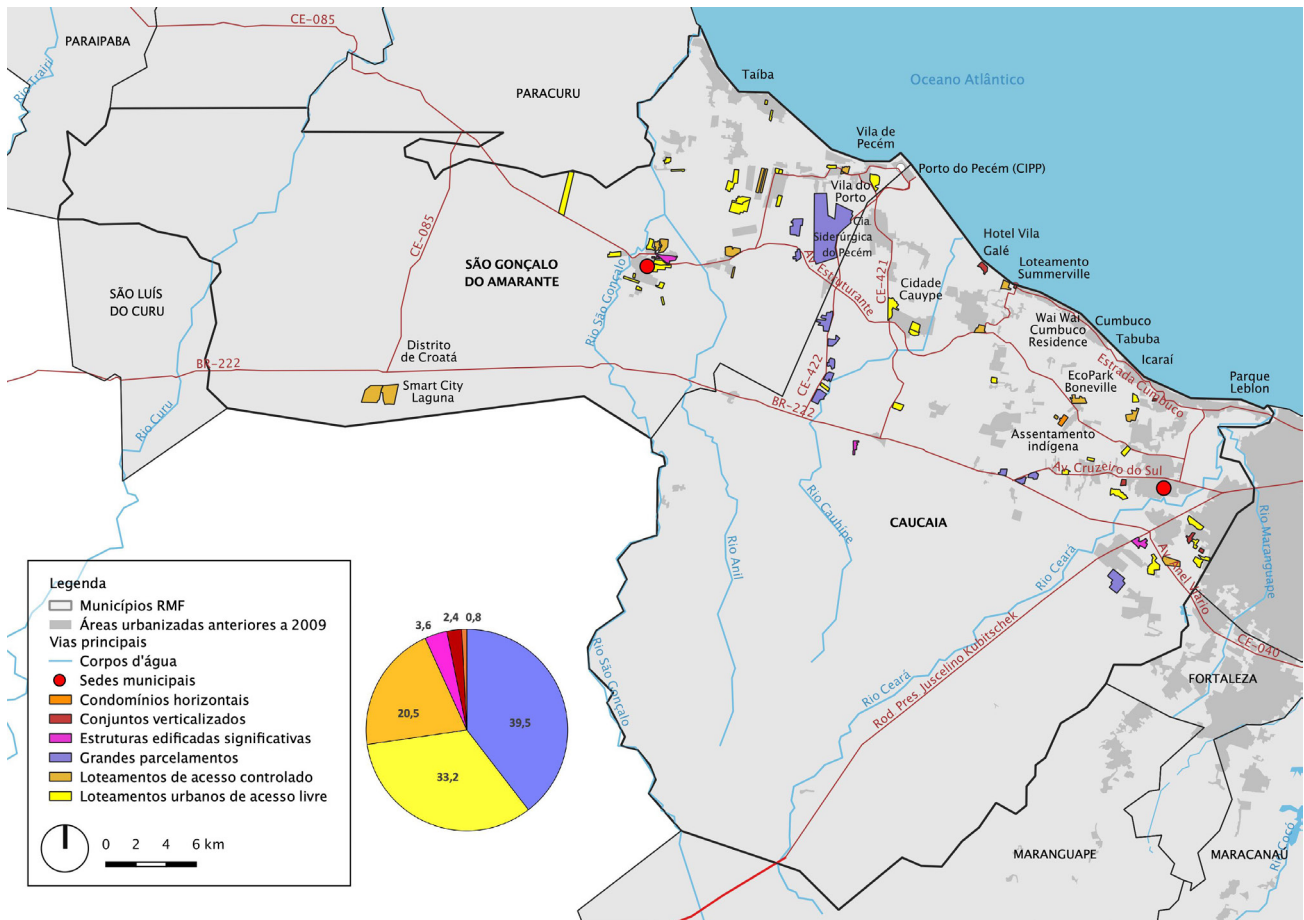 CE-085
PARAIPABA
Rio Trairi
PARACURU
Taíba
Oceano Atlântico
Vila de
Pecém
Porto do Pecém (CIPP)
Vila do
Porto
Cia
Siderúrgica
do Pecém
Hotel Vila
Galé
Loteamento
Summerville
CE-085
SÃO GONÇALO
DO AMARANTE
Rio São Gonçalo
Av. Estruturante
CE-421
Cidade
Cauype
SÃO LUÍS
DO CURU
Wai Wai
Cumbuco
Residence
Cumbuco
Tabuba
Icaraí
Estrada Cumbuco
Parque
Leblon
Distrito
de Croatá
BR-222
Smart City
Laguna
CE-422
BR-222
EcoPark
Boneville
Rio Curu
Assentamento
indígena
Av. Cruzeiro do Sul
Rio Cauhipe
CAUCAIA
Rio Anil
Rio Ceará
Av. Anel Viário
Rio Maranguape
CE-040
FORTALEZA
Rio São Gonçalo
Rio Ceará
Rod. Pres. Juscelino Kubitschek
MARANGUAPE
MARACANAÚ
Rio Cocó
Legenda
Municípios RMF
Áreas urbanizadas anteriores a 2009
Vias principais
Corpos d'água
Sedes municipais
Condomínios horizontais
Conjuntos verticalizados
Estruturas edificadas significativas
Grandes parcelamentos
Loteamentos de acesso controlado
Loteamentos urbanos de acesso livre
0 2 4 6 km
3,6
2,4
0,8
20,5
39,5
33,2